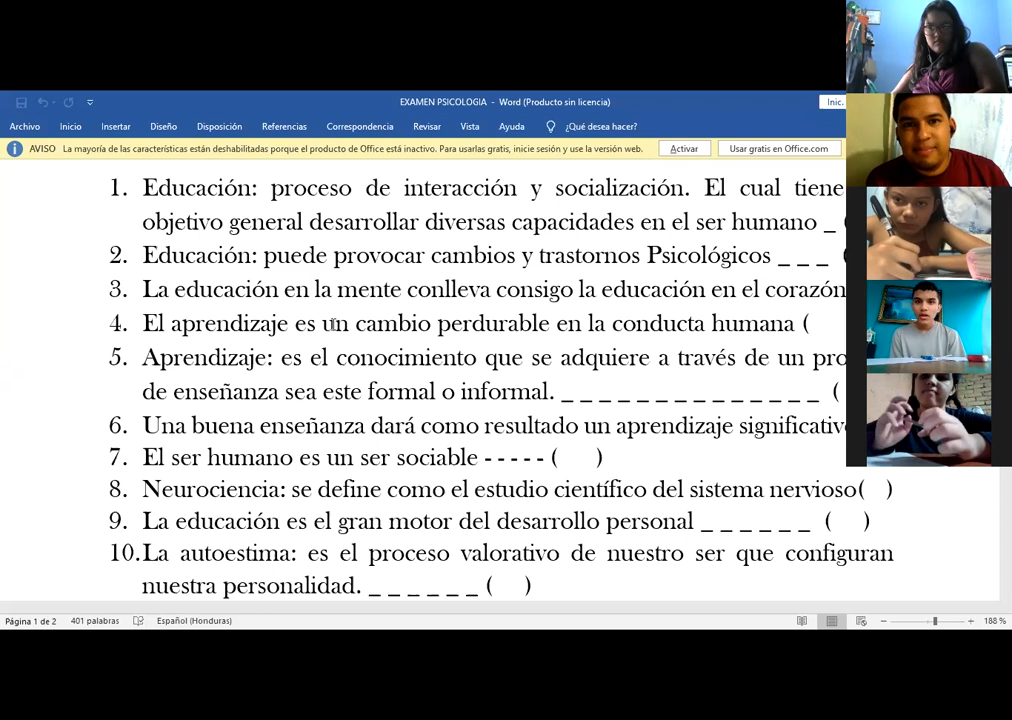 EXAMEN PSICOLOGIA - Word (Producto sin licencia) Inic.
Archivo Inicio Insertar Diseño Disposición Referencias Correspondencia Revisar Vista Ayuda ¿Qué desea hacer?
AVISO La mayoría de las características están deshabilitadas porque el producto de Office está inactivo. Para usarlas gratis, inicie sesión y use la versión web. Activar Usar gratis en Office.com
1. Educación: proceso de interacción y socialización. El cual tiene
objetivo general desarrollar diversas capacidades en el ser humano _ (
2. Educación: puede provocar cambios y trastornos Psicológicos _ _ _ (
3. La educación en la mente conlleva consigo la educación en el corazón
4. El aprendizaje es un cambio perdurable en la conducta humana (
5. Aprendizaje: es el conocimiento que se adquiere a través de un pro
de enseñanza sea este formal o informal. _ _ _ _ _ _ _ _ _ _ _ _ _ _ (
6. Una buena enseñanza dará como resultado un aprendizaje significativ
7. El ser humano es un ser sociable - - - - - ( )
8. Neurociencia: se define como el estudio científico del sistema nervioso( )
9. La educación es el gran motor del desarrollo personal _ _ _ _ _ _ ( )
10. La autoestima: es el proceso valorativo de nuestro ser que configuran
nuestra personalidad. _ _ _ _ _ _ ( )
Página 1 de 2 401 palabras Español (Honduras) 188 %